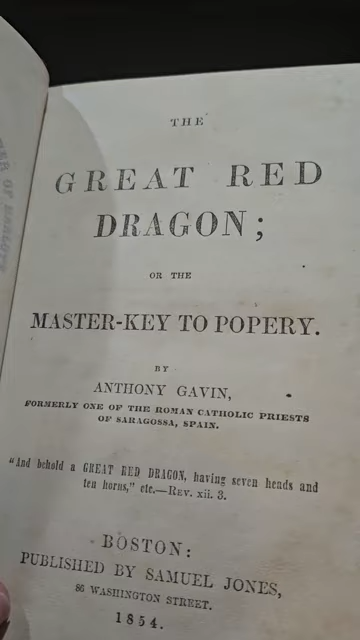 THE
GREAT RED
DRAGON;
OR THE
MASTER-KEY TO POPERY.
BY
ANTHONY GAVIN,
FORMERLY ONE OF THE ROMAN CATHOLIC PRIESTS
OF SARAGOSSA, SPAIN.
"And behold a GREAT RED DRAGON, having seven heads and
ten horns," etc.—REV. xii. 3.
BOSTON:
PUBLISHED BY SAMUEL JONES,
86 WASHINGTON STREET.
1854.